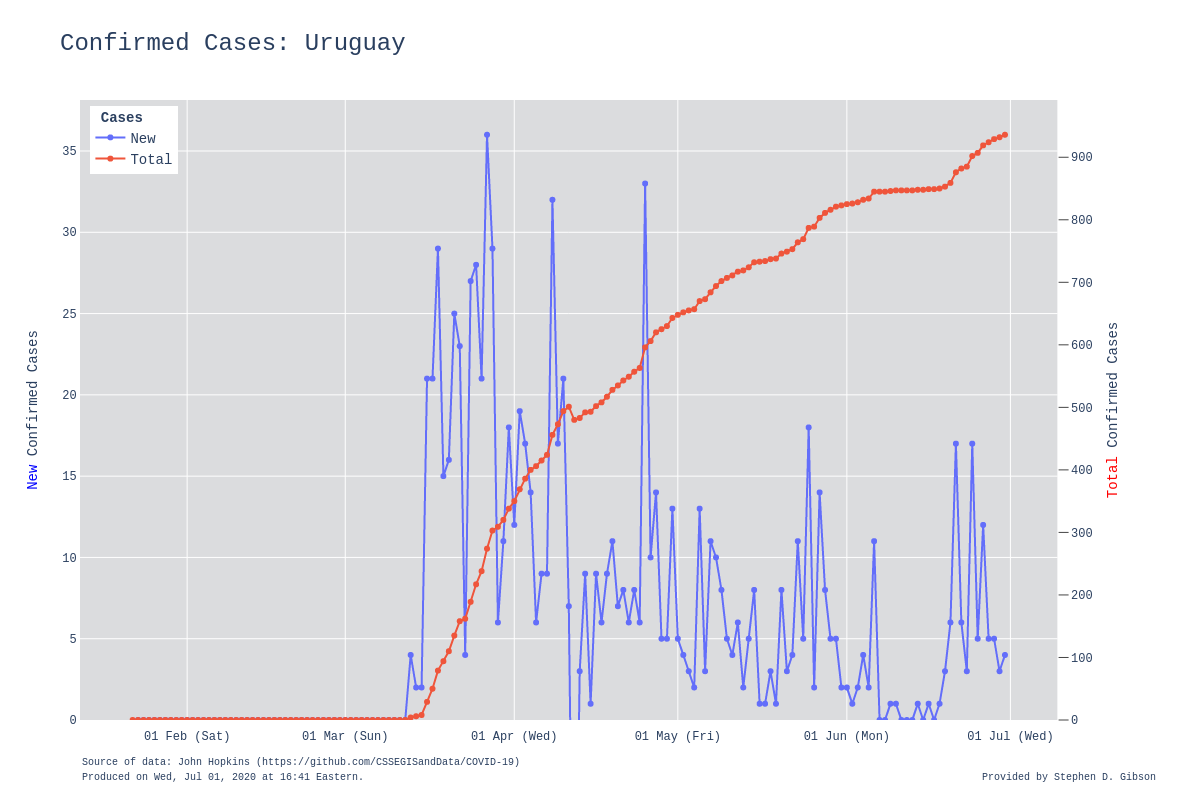 Confirmed Cases: Uruguay
Cases
New
Total
35
30
25
20
15
10
5
0
900
800
700
600
500
400
300
200
100
0
New Confirmed Cases
Total Confirmed Cases
01 Feb (Sat)
01 Mar (Sun)
01 Apr (Wed)
01 May (Fri)
01 Jun (Mon)
01 Jul (Wed)
Source of data: John Hopkins (https://github.com/CSSEGISandData/COVID-19)
Produced on Wed, Jul 01, 2020 at 16:41 Eastern.
Provided by Stephen D. Gibson